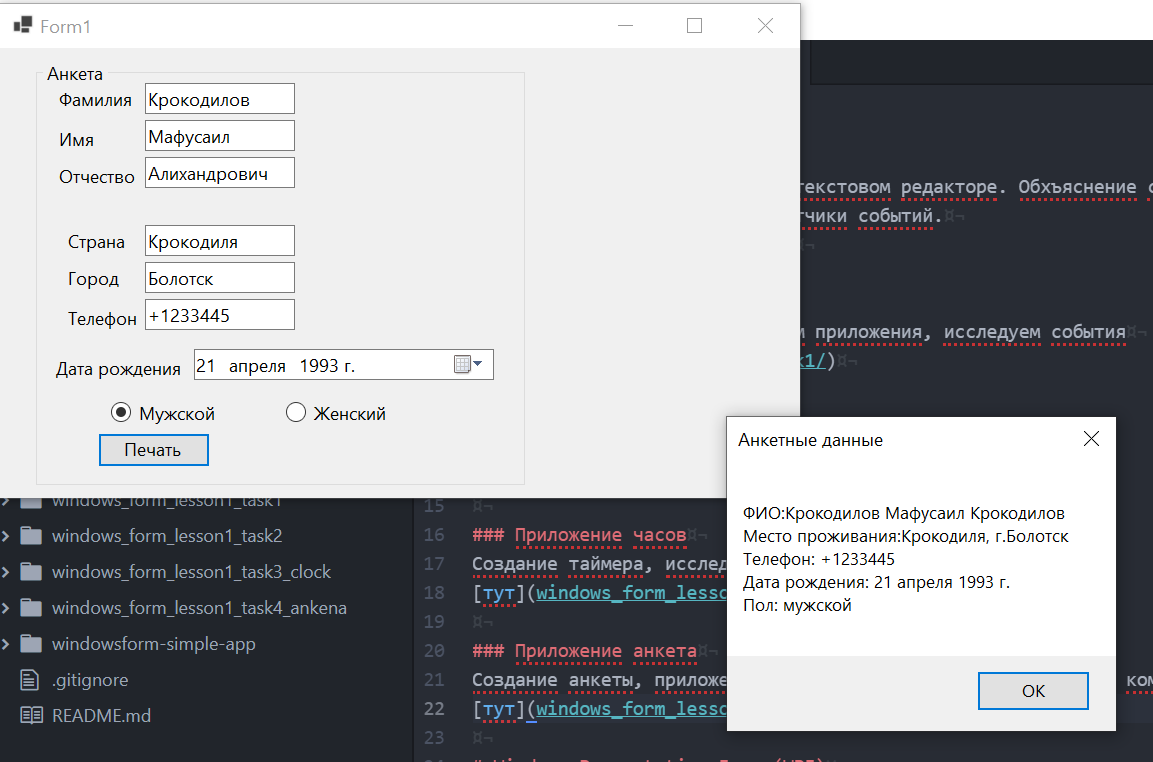 Form1
Анкета
Фамилия Крокодилов
Имя Мафусаил
Отчество Алихандрович
Страна Крокодиля
Город Болотск
Телефон +1233445
Дата рождения 21 апреля 1993 г.
Мужской Женский
Печать
текстовом редакторе. Обхъяснение
событий.
приложения, исследуем события
k1/)
Анкетные данные
ФИО:Крокодилов Мафусаил Крокодилов
Место проживания:Крокодиля, г.Болотск
Телефон: +1233445
Дата рождения: 21 апреля 1993 г.
Пол: мужской
OK
windows_form_lesson1_task1
windows_form_lesson1_task2
windows_form_lesson1_task3_clock
windows_form_lesson1_task4_ankena
windowsform-simple-app
.gitignore
README.md
15
16 ### Приложение часов
17 Создание таймера, исслед
18 [тут](windows_form_lesso
19
20 ### Приложение анкета
21 Создание анкеты, приложе ком
22 [тут](windows_form_lesso
23